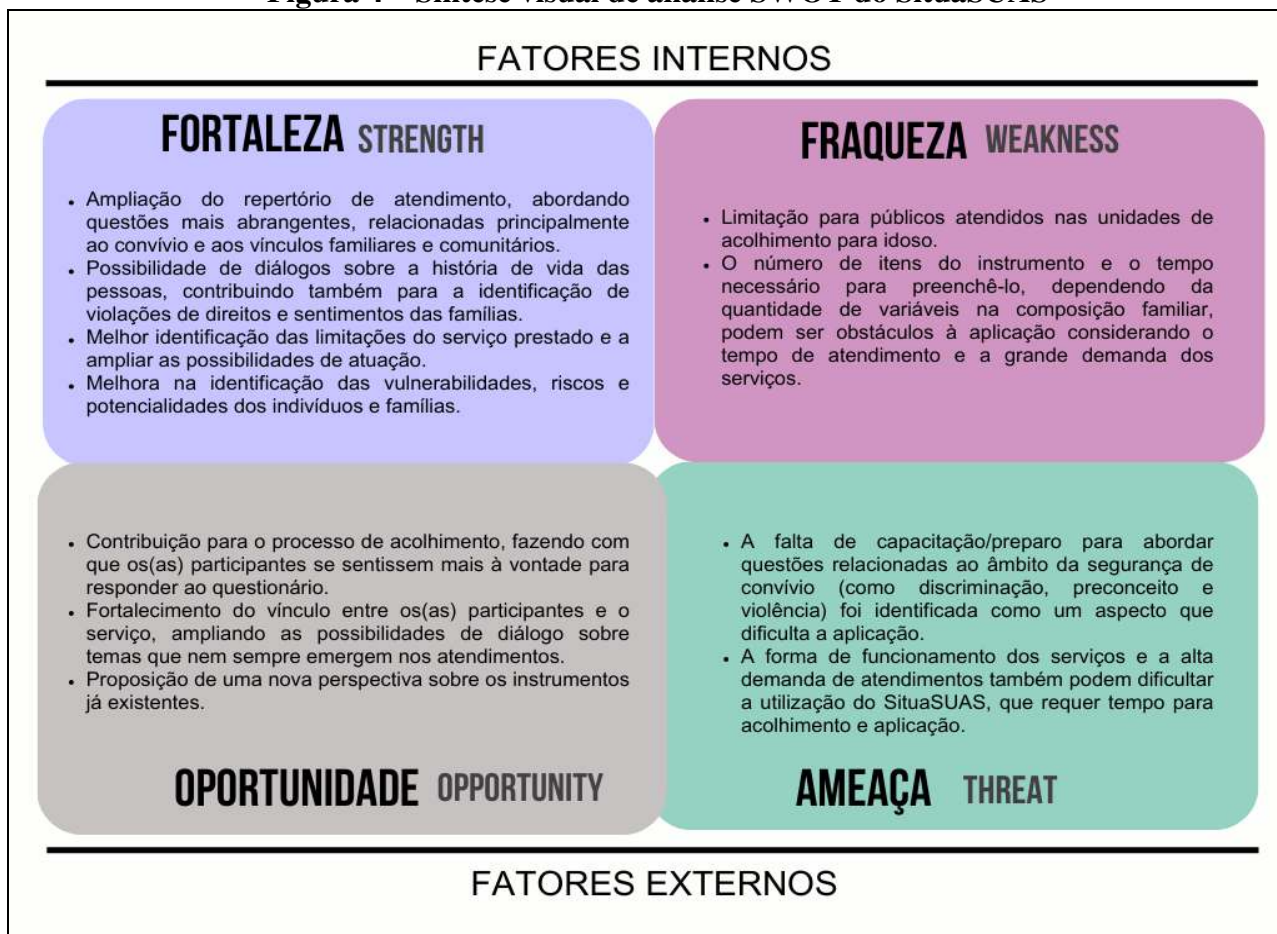 Figura 4 – Síntese visual de análise SWOT do SituaSUAS
FATORES INTERNOS
FORTALEZA STRENGTH
• Ampliação do repertório de atendimento, abordando
questões mais abrangentes, relacionadas principalmente
ao convívio e aos vínculos familiares e comunitários.
• Possibilidade de diálogos sobre a história de vida das
pessoas, contribuindo também para a identificação de
violações de direitos e sentimentos das famílias.
• Melhor identificação das limitações do serviço prestado e a
ampliar as possibilidades de atuação.
• Melhora na identificação das vulnerabilidades, riscos e
potencialidades dos indivíduos e famílias.
FRAQUEZA WEAKNESS
• Limitação para públicos atendidos nas unidades de
acolhimento para idoso.
• O número de itens do instrumento e o tempo
necessário para preenchê-lo, dependendo da
quantidade de variáveis na composição familiar,
podem ser obstáculos à aplicação considerando o
tempo de atendimento e a grande demanda dos
serviços.
• Contribuição para o processo de acolhimento, fazendo com
que os(as) participantes se sentissem mais à vontade para
responder ao questionário.
• Fortalecimento do vínculo entre os(as) participantes e o
serviço, ampliando as possibilidades de diálogo sobre
temas que nem sempre emergem nos atendimentos.
• Proposição de uma nova perspectiva sobre os instrumentos
já existentes.
OPORTUNIDADE OPPORTUNITY
• A falta de capacitação/preparo para abordar
questões relacionadas ao âmbito da segurança de
convívio (como discriminação, preconceito e
violência) foi identificada como um aspecto que
dificulta a aplicação.
• A forma de funcionamento dos serviços e a alta
demanda de atendimentos também podem dificultar
a utilização do SituaSUAS, que requer tempo para
acolhimento e aplicação.
AMEAÇA THREAT
FATORES EXTERNOS